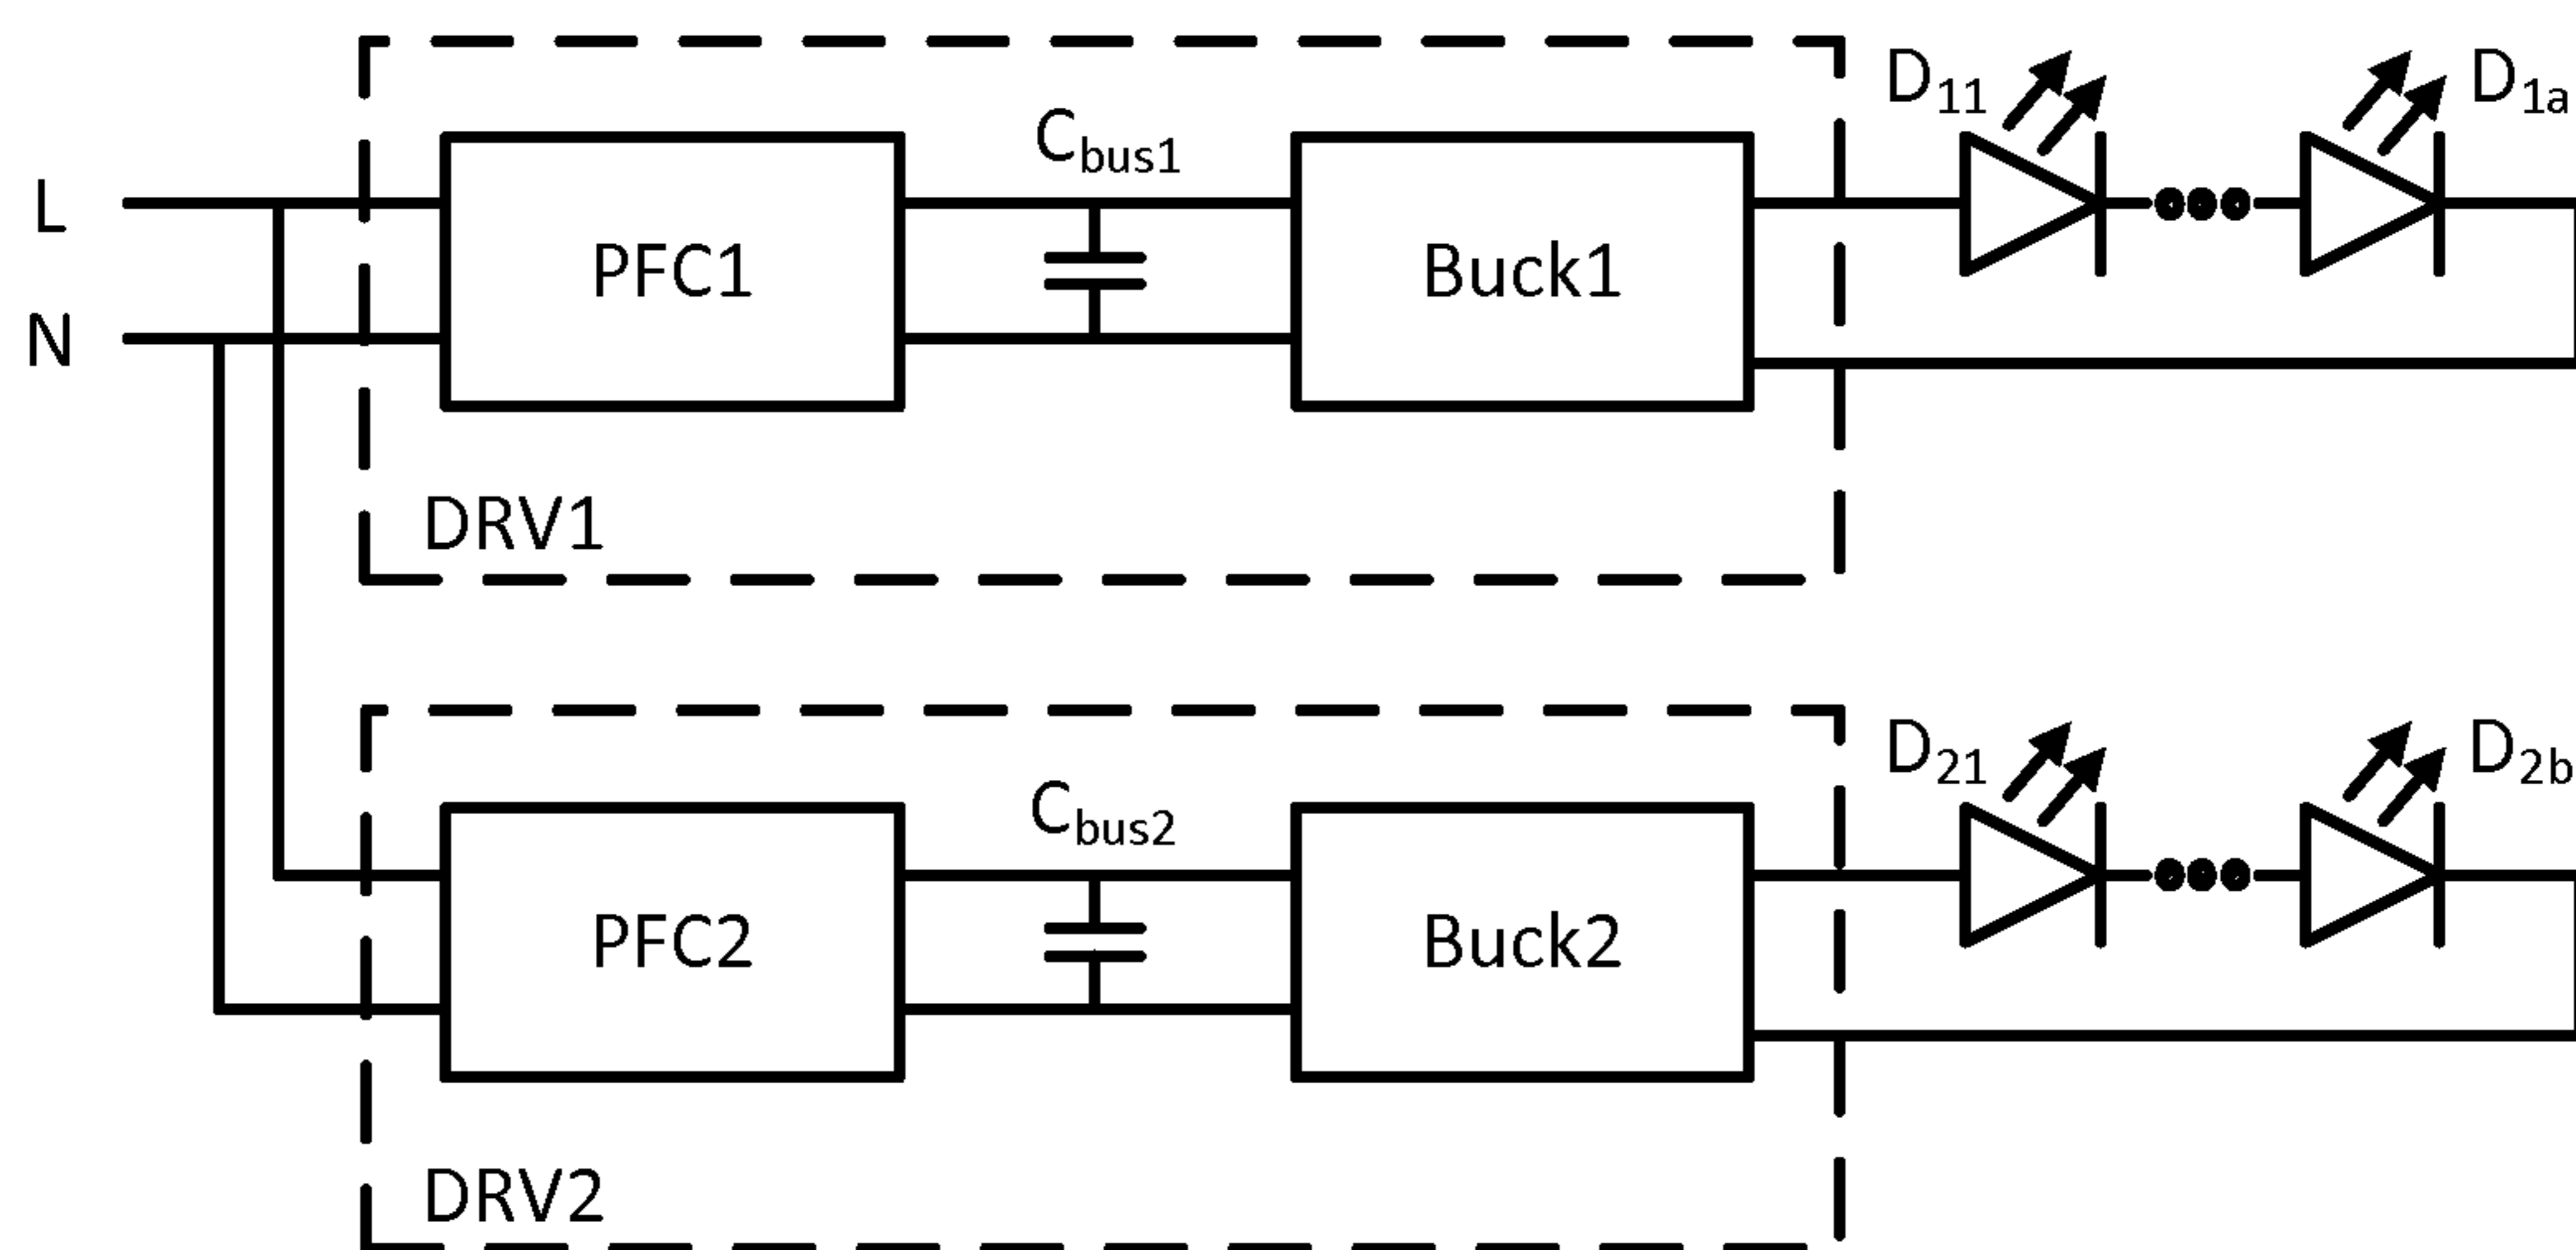 D11
D1a
Cbus1
L
PFC1
Buck1
N
DRV1
D21
D2b
Cbus2
PFC2
Buck2
DRV2